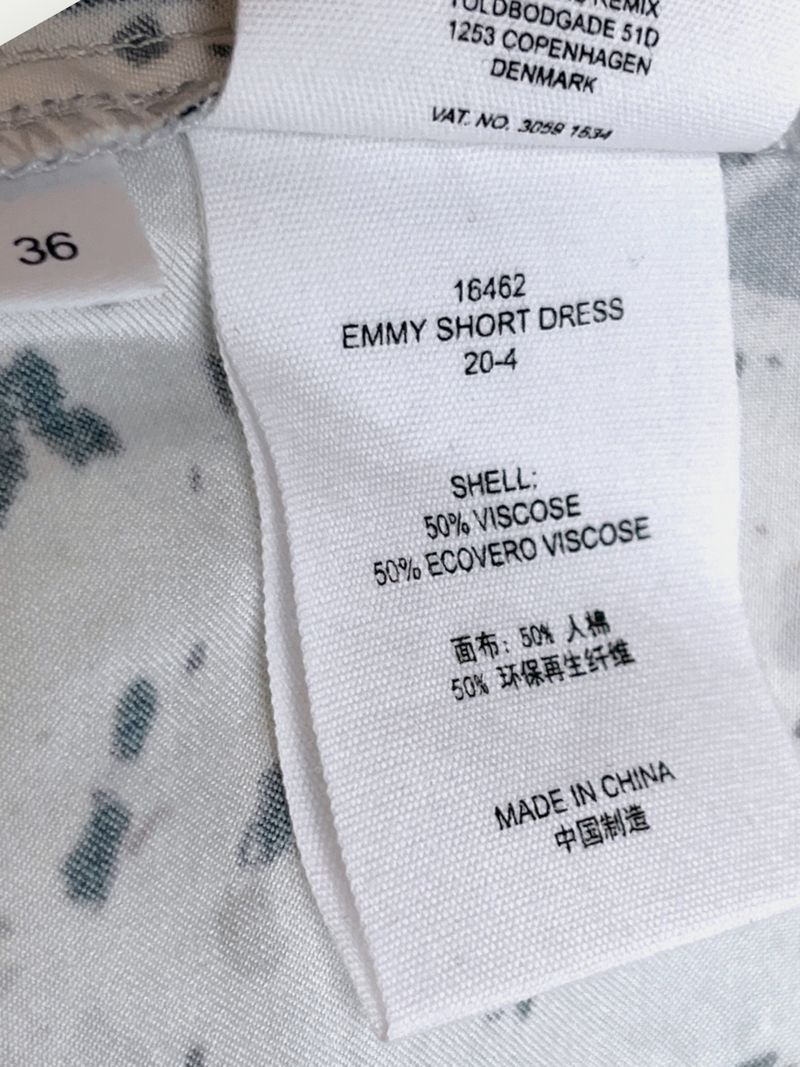 REMIX
TOLDBODGADE 51D
1253 COPENHAGEN
DENMARK
VAT. NO. 3059 1534
36
16462
EMMY SHORT DRESS
20-4
SHELL:
50% VISCOSE
50% ECOVERO VISCOSE
面布: 50% 人棉
50% 环保再生纤维
MADE IN CHINA
中国制造